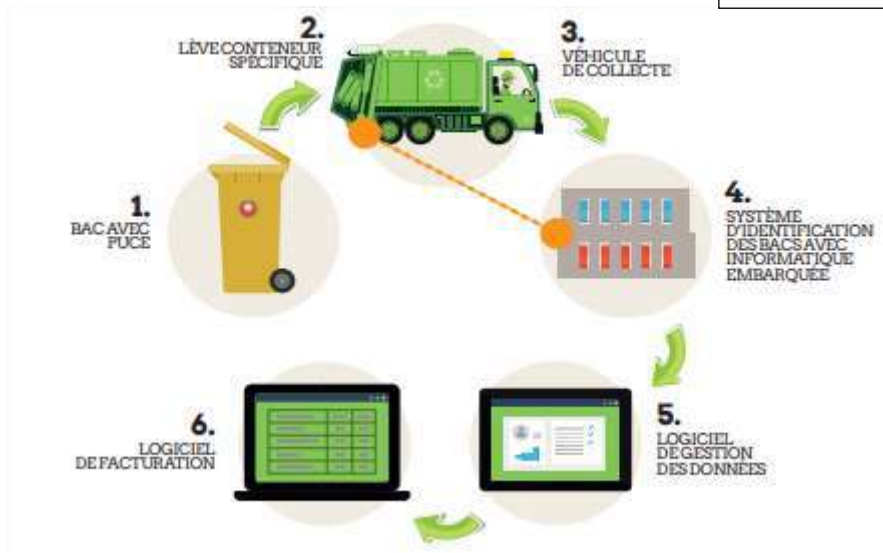 1.
BAC AVEC
PUCE
2.
LÈVE CONTENEUR
SPÉCIFIQUE
3.
VÉHICULE
DE COLLECTE
4.
SYSTÈME
D'IDENTIFICATION
DES BACS AVEC
INFORMATIQUE
EMBARQUÉE
5.
LOGICIEL
DE GESTION
DES DONNÉES
6.
LOGICIEL
DE FACTURATION